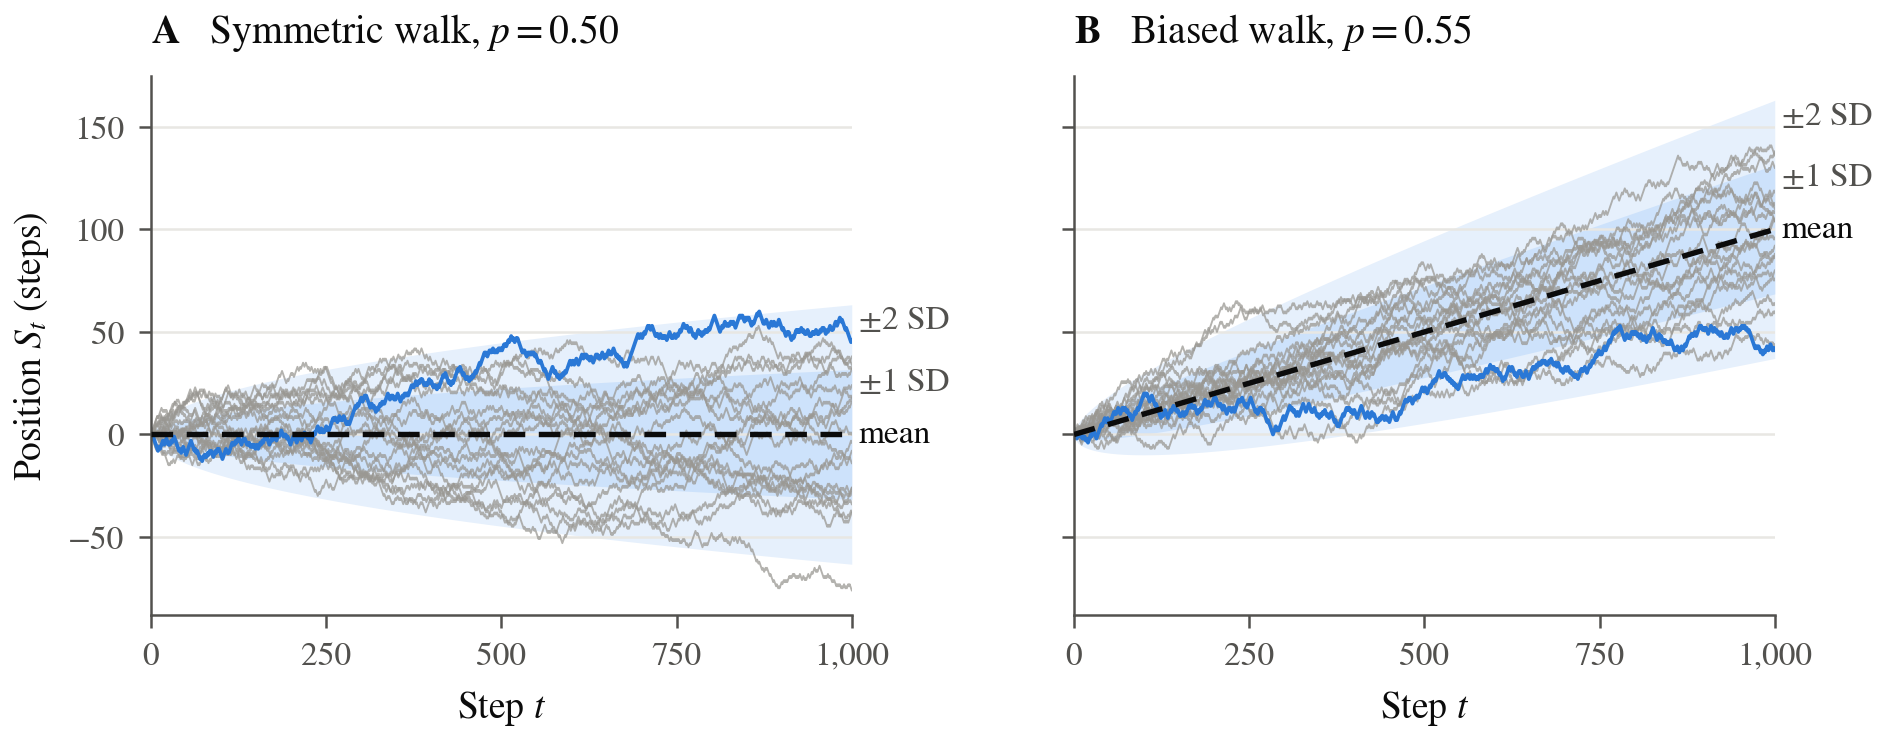 A Symmetric walk, p = 0.50
Position Sₜ (steps)
150
100
50
0
−50
±2 SD
±1 SD
mean
0 250 500 750 1,000
Step t
B Biased walk, p = 0.55
±2 SD
±1 SD
mean
0 250 500 750 1,000
Step t